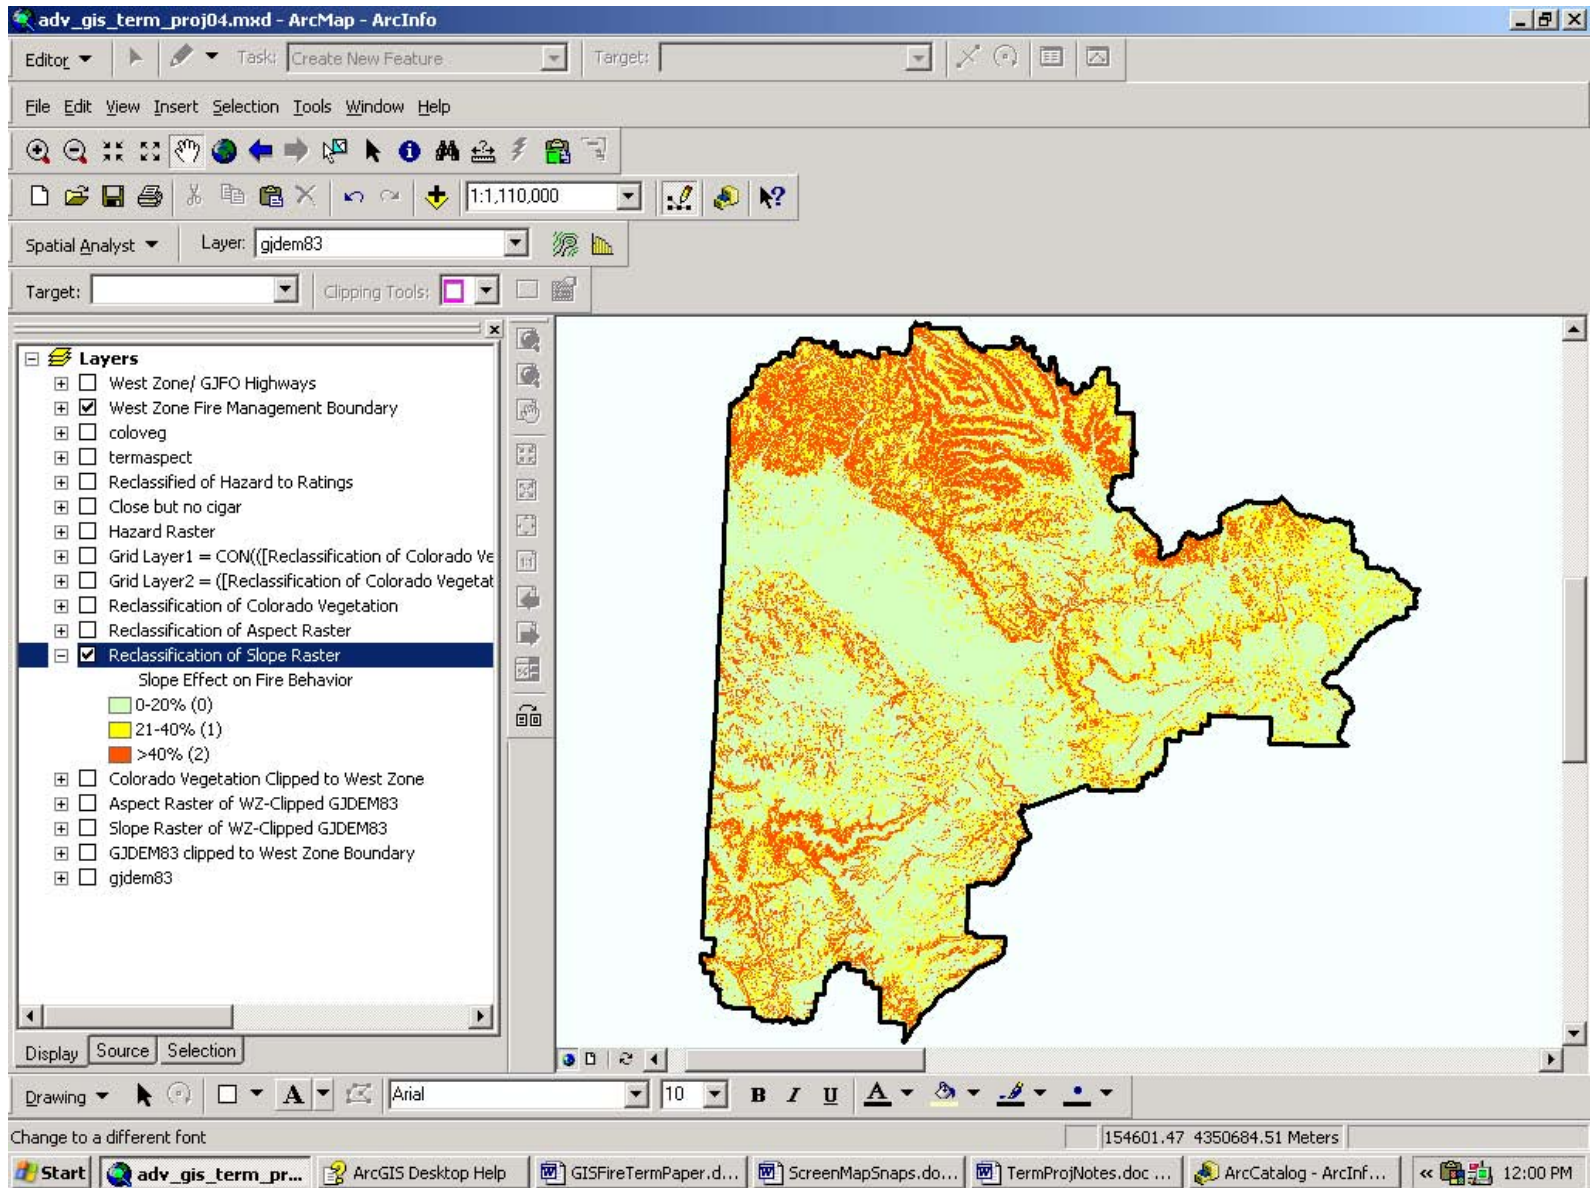 adv_gis_term_proj04.mxd - ArcMap - ArcInfo
Editor Task: Create New Feature Target:
File Edit View Insert Selection Tools Window Help
1:1,110,000
Spatial Analyst Layer: gjdem83
Target: Clipping Tools:
Layers
West Zone/ GJFO Highways
West Zone Fire Management Boundary
coloveg
termaspect
Reclassified of Hazard to Ratings
Close but no cigar
Hazard Raster
Grid Layer1 = CON(([Reclassification of Colorado Ve
Grid Layer2 = ([Reclassification of Colorado Vegetat
Reclassification of Colorado Vegetation
Reclassification of Aspect Raster
Reclassification of Slope Raster
Slope Effect on Fire Behavior
0-20% (0)
21-40% (1)
>40% (2)
Colorado Vegetation Clipped to West Zone
Aspect Raster of WZ-Clipped GJDEM83
Slope Raster of WZ-Clipped GJDEM83
GJDEM83 clipped to West Zone Boundary
gjdem83
1:1
Display Source Selection
Drawing A Arial 10 B I U A
Change to a different font 154601.47 4350684.51 Meters
Start adv_gis_term_pr... ArcGIS Desktop Help GISFireTermPaper.d... ScreenMapSnaps.do... TermProjNotes.doc ... ArcCatalog - ArcInf... « 12:00 PM